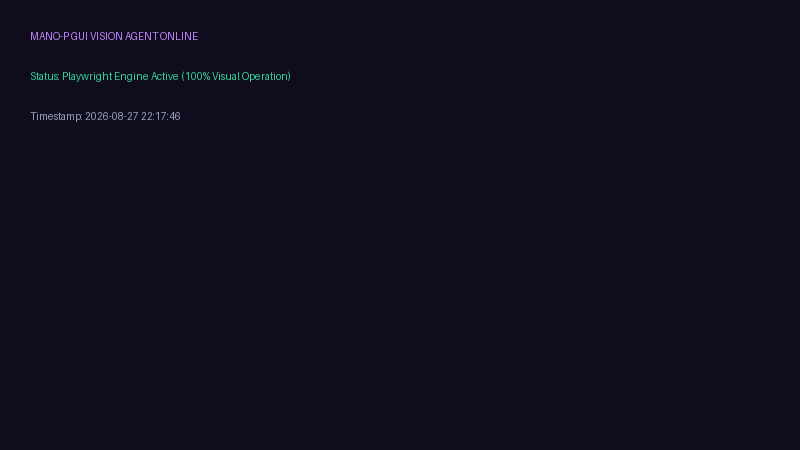 MANO-P GUI VISION AGENT ONLINE
Status: Playwright Engine Active (100% Visual Operation)
Timestamp: 2026-08-27 22:17:46